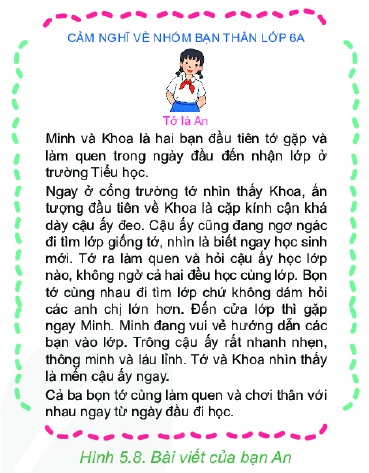 CẢM NGHĨ VỀ NHÓM BẠN THÂN LỚP 6A
Tớ là An
Minh và Khoa là hai bạn đầu tiên tớ gặp và
làm quen trong ngày đầu đến nhận lớp ở
trường Tiểu học.
Ngay ở cổng trường tớ nhìn thấy Khoa, ấn
tượng đầu tiên về Khoa là cặp kính cận khá
dày cậu ấy đeo. Cậu ấy cũng đang ngơ ngác
đi tìm lớp giống tớ, nhìn là biết ngay học sinh
mới. Tớ ra làm quen và hỏi cậu ấy học lớp
nào, không ngờ cả hai đều học cùng lớp. Bọn
tớ cùng nhau đi tìm lớp chứ không dám hỏi
các anh chị lớn hơn. Đến cửa lớp thì gặp
ngay Minh. Minh đang vui vẻ hướng dẫn các
bạn vào lớp. Trông cậu ấy rất nhanh nhẹn,
thông minh và láu lỉnh. Tớ và Khoa nhìn thấy
là mến cậu ấy ngay.
Cả ba bọn tớ cùng làm quen và chơi thân với
nhau ngay từ ngày đầu đi học.
Hình 5.8. Bài viết của bạn An